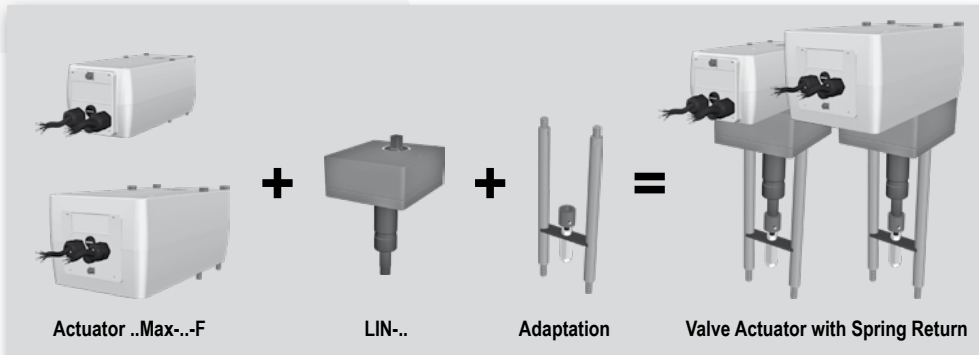 + + =
Actuator ..Max-..-F LIN-.. Adaptation Valve Actuator with Spring Return